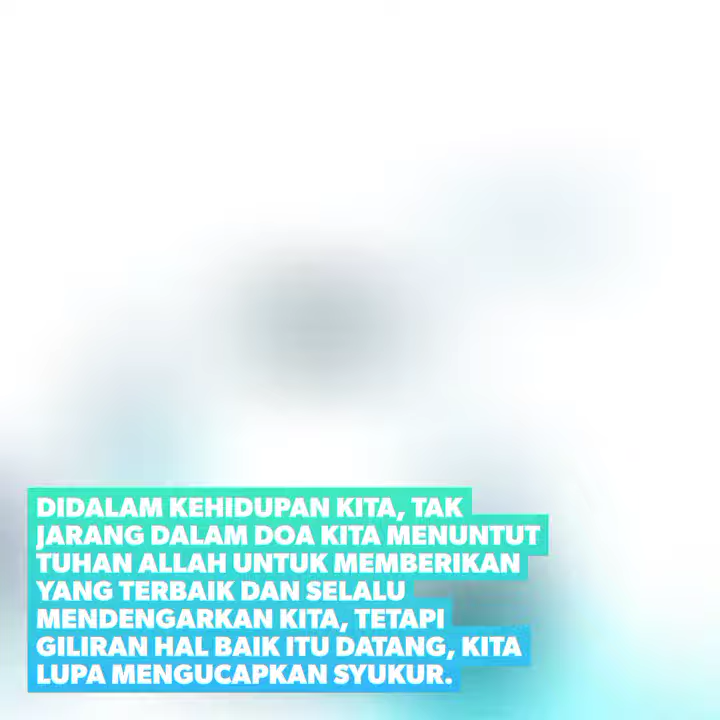 DIDALAM KEHIDUPAN KITA, TAK
JARANG DALAM DOA KITA MENUNTUT
TUHAN ALLAH UNTUK MEMBERIKAN
YANG TERBAIK DAN SELALU
MENDENGARKAN KITA, TETAPI
GILIRAN HAL BAIK ITU DATANG, KITA
LUPA MENGUCAPKAN SYUKUR.